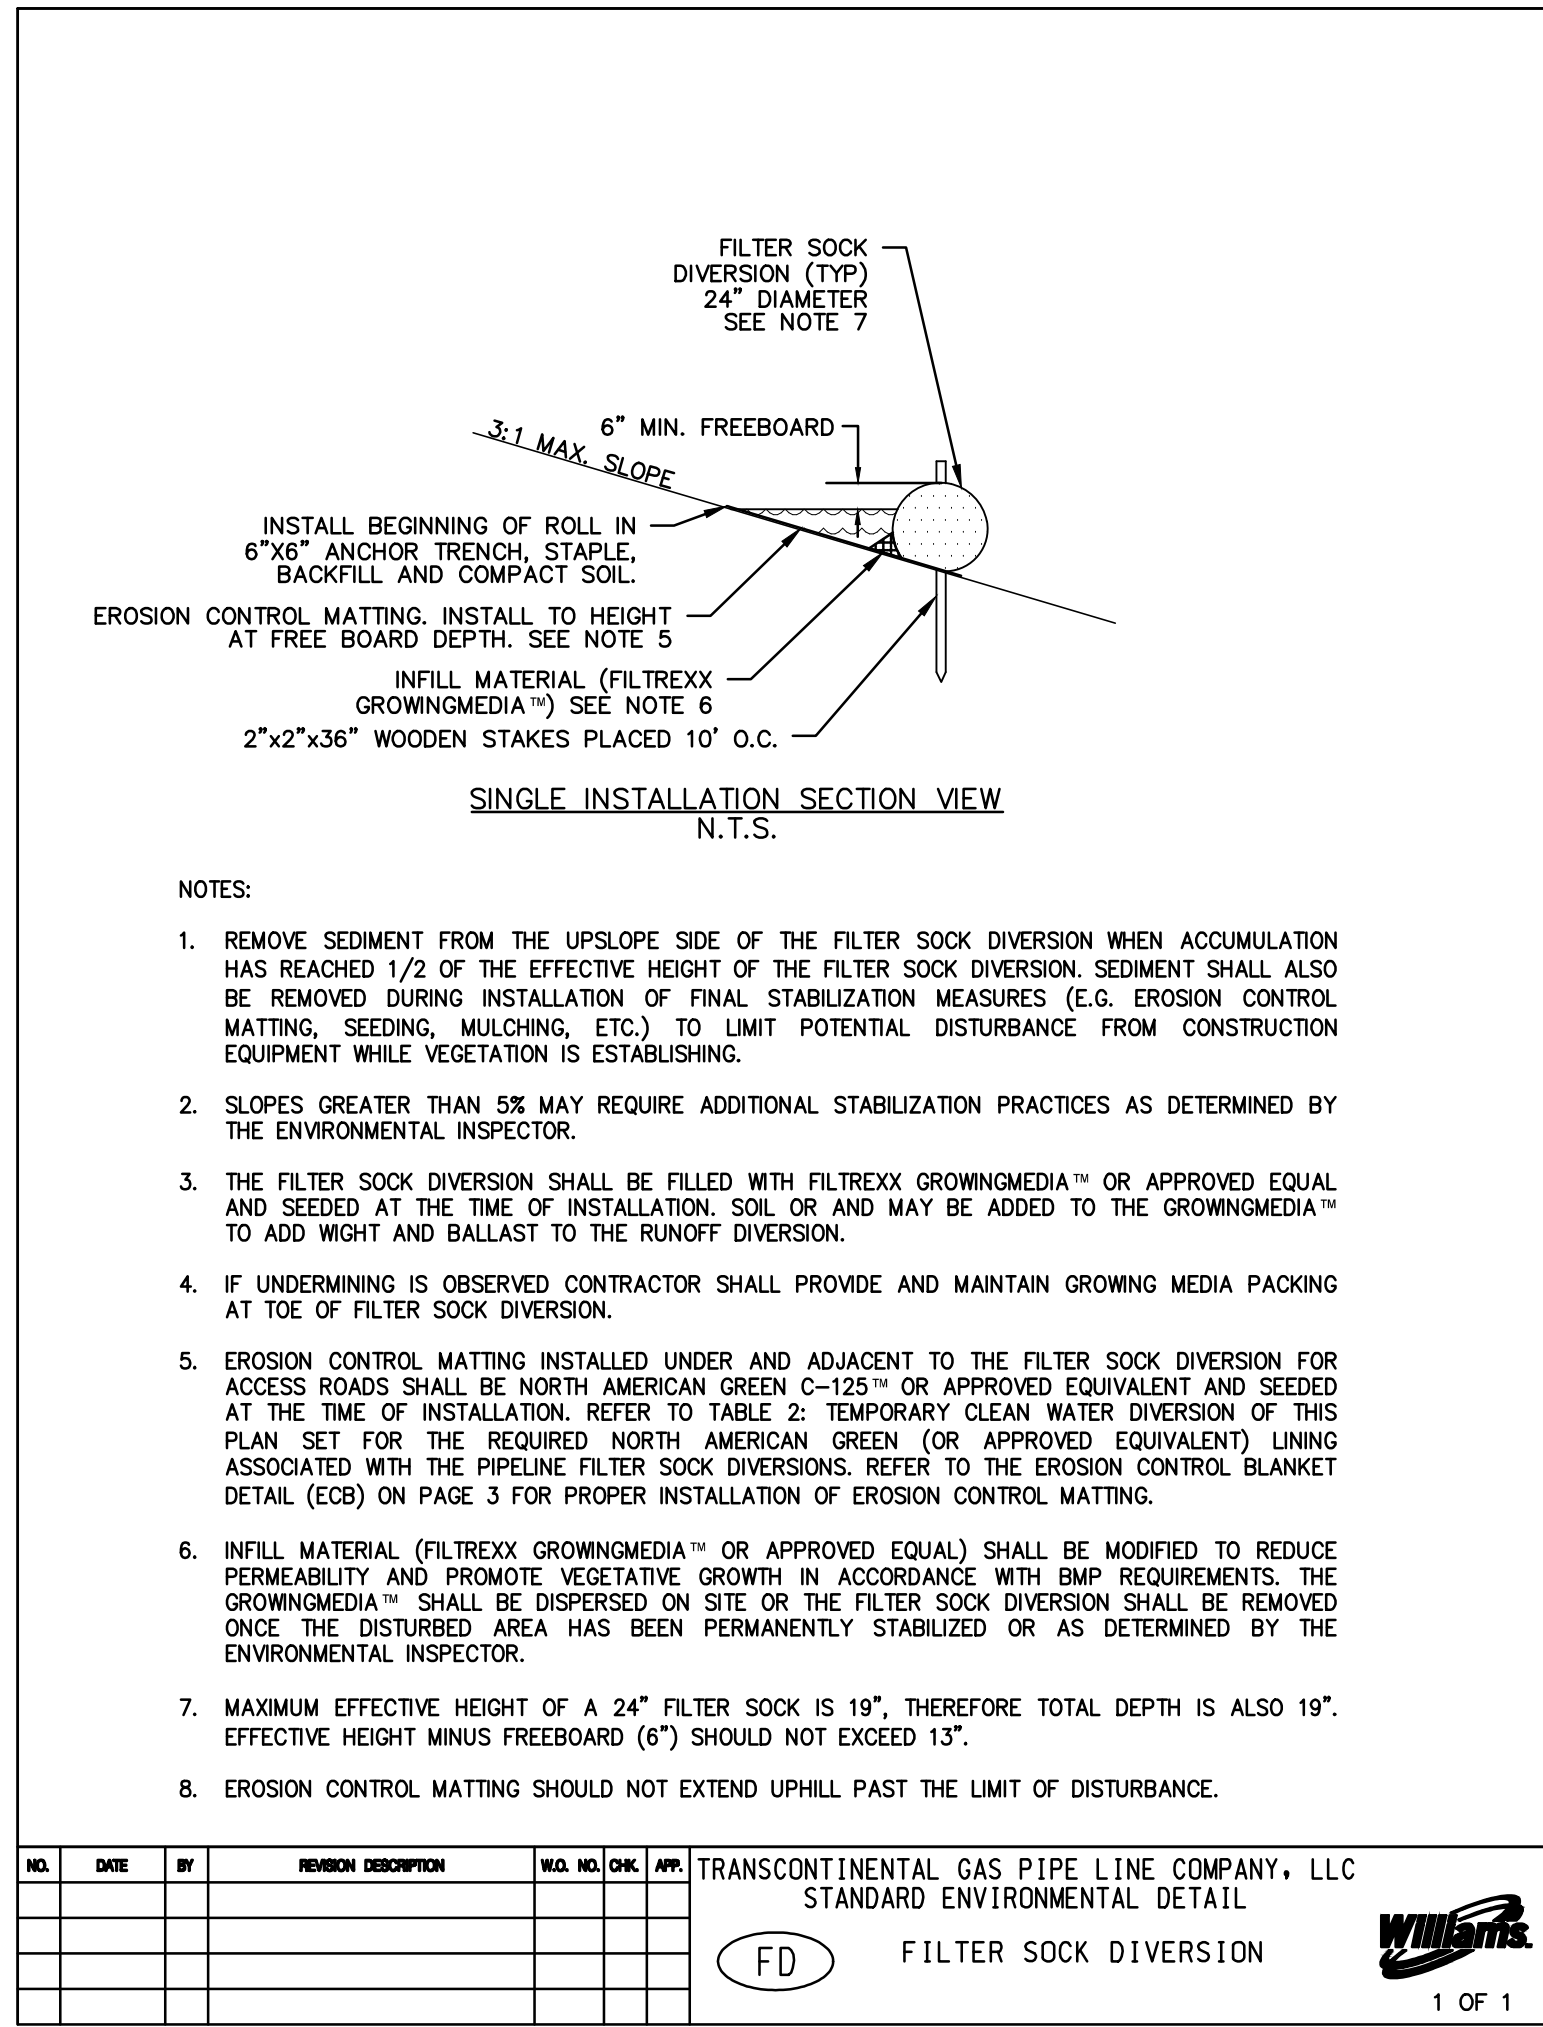 FILTER SOCK
DIVERSION (TYP)
24" DIAMETER
SEE NOTE 7
6" MIN. FREEBOARD
3:1 MAX. SLOPE
INSTALL BEGINNING OF ROLL IN
6"X6" ANCHOR TRENCH, STAPLE,
BACKFILL AND COMPACT SOIL.
EROSION CONTROL MATTING. INSTALL TO HEIGHT
AT FREE BOARD DEPTH. SEE NOTE 5
INFILL MATERIAL (FILTREXX
GROWINGMEDIA™) SEE NOTE 6
2"x2"x36" WOODEN STAKES PLACED 10' O.C.
SINGLE INSTALLATION SECTION VIEW
N.T.S.
NOTES:
1. REMOVE SEDIMENT FROM THE UPSLOPE SIDE OF THE FILTER SOCK DIVERSION WHEN ACCUMULATION
HAS REACHED 1/2 OF THE EFFECTIVE HEIGHT OF THE FILTER SOCK DIVERSION. SEDIMENT SHALL ALSO
BE REMOVED DURING INSTALLATION OF FINAL STABILIZATION MEASURES (E.G. EROSION CONTROL
MATTING, SEEDING, MULCHING, ETC.) TO LIMIT POTENTIAL DISTURBANCE FROM CONSTRUCTION
EQUIPMENT WHILE VEGETATION IS ESTABLISHING.
2. SLOPES GREATER THAN 5% MAY REQUIRE ADDITIONAL STABILIZATION PRACTICES AS DETERMINED BY
THE ENVIRONMENTAL INSPECTOR.
3. THE FILTER SOCK DIVERSION SHALL BE FILLED WITH FILTREXX GROWINGMEDIA™ OR APPROVED EQUAL
AND SEEDED AT THE TIME OF INSTALLATION. SOIL OR AND MAY BE ADDED TO THE GROWINGMEDIA™
TO ADD WIGHT AND BALLAST TO THE RUNOFF DIVERSION.
4. IF UNDERMINING IS OBSERVED CONTRACTOR SHALL PROVIDE AND MAINTAIN GROWING MEDIA PACKING
AT TOE OF FILTER SOCK DIVERSION.
5. EROSION CONTROL MATTING INSTALLED UNDER AND ADJACENT TO THE FILTER SOCK DIVERSION FOR
ACCESS ROADS SHALL BE NORTH AMERICAN GREEN C-125™ OR APPROVED EQUIVALENT AND SEEDED
AT THE TIME OF INSTALLATION. REFER TO TABLE 2: TEMPORARY CLEAN WATER DIVERSION OF THIS
PLAN SET FOR THE REQUIRED NORTH AMERICAN GREEN (OR APPROVED EQUIVALENT) LINING
ASSOCIATED WITH THE PIPELINE FILTER SOCK DIVERSIONS. REFER TO THE EROSION CONTROL BLANKET
DETAIL (ECB) ON PAGE 3 FOR PROPER INSTALLATION OF EROSION CONTROL MATTING.
6. INFILL MATERIAL (FILTREXX GROWINGMEDIA™ OR APPROVED EQUAL) SHALL BE MODIFIED TO REDUCE
PERMEABILITY AND PROMOTE VEGETATIVE GROWTH IN ACCORDANCE WITH BMP REQUIREMENTS. THE
GROWINGMEDIA™ SHALL BE DISPERSED ON SITE OR THE FILTER SOCK DIVERSION SHALL BE REMOVED
ONCE THE DISTURBED AREA HAS BEEN PERMANENTLY STABILIZED OR AS DETERMINED BY THE
ENVIRONMENTAL INSPECTOR.
7. MAXIMUM EFFECTIVE HEIGHT OF A 24" FILTER SOCK IS 19", THEREFORE TOTAL DEPTH IS ALSO 19".
EFFECTIVE HEIGHT MINUS FREEBOARD (6") SHOULD NOT EXCEED 13".
8. EROSION CONTROL MATTING SHOULD NOT EXTEND UPHILL PAST THE LIMIT OF DISTURBANCE.
NO. DATE BY REVISION DESCRIPTION W.O. NO. CHK. APP.
TRANSCONTINENTAL GAS PIPE LINE COMPANY, LLC
STANDARD ENVIRONMENTAL DETAIL
FD FILTER SOCK DIVERSION
Williams.
1 OF 1